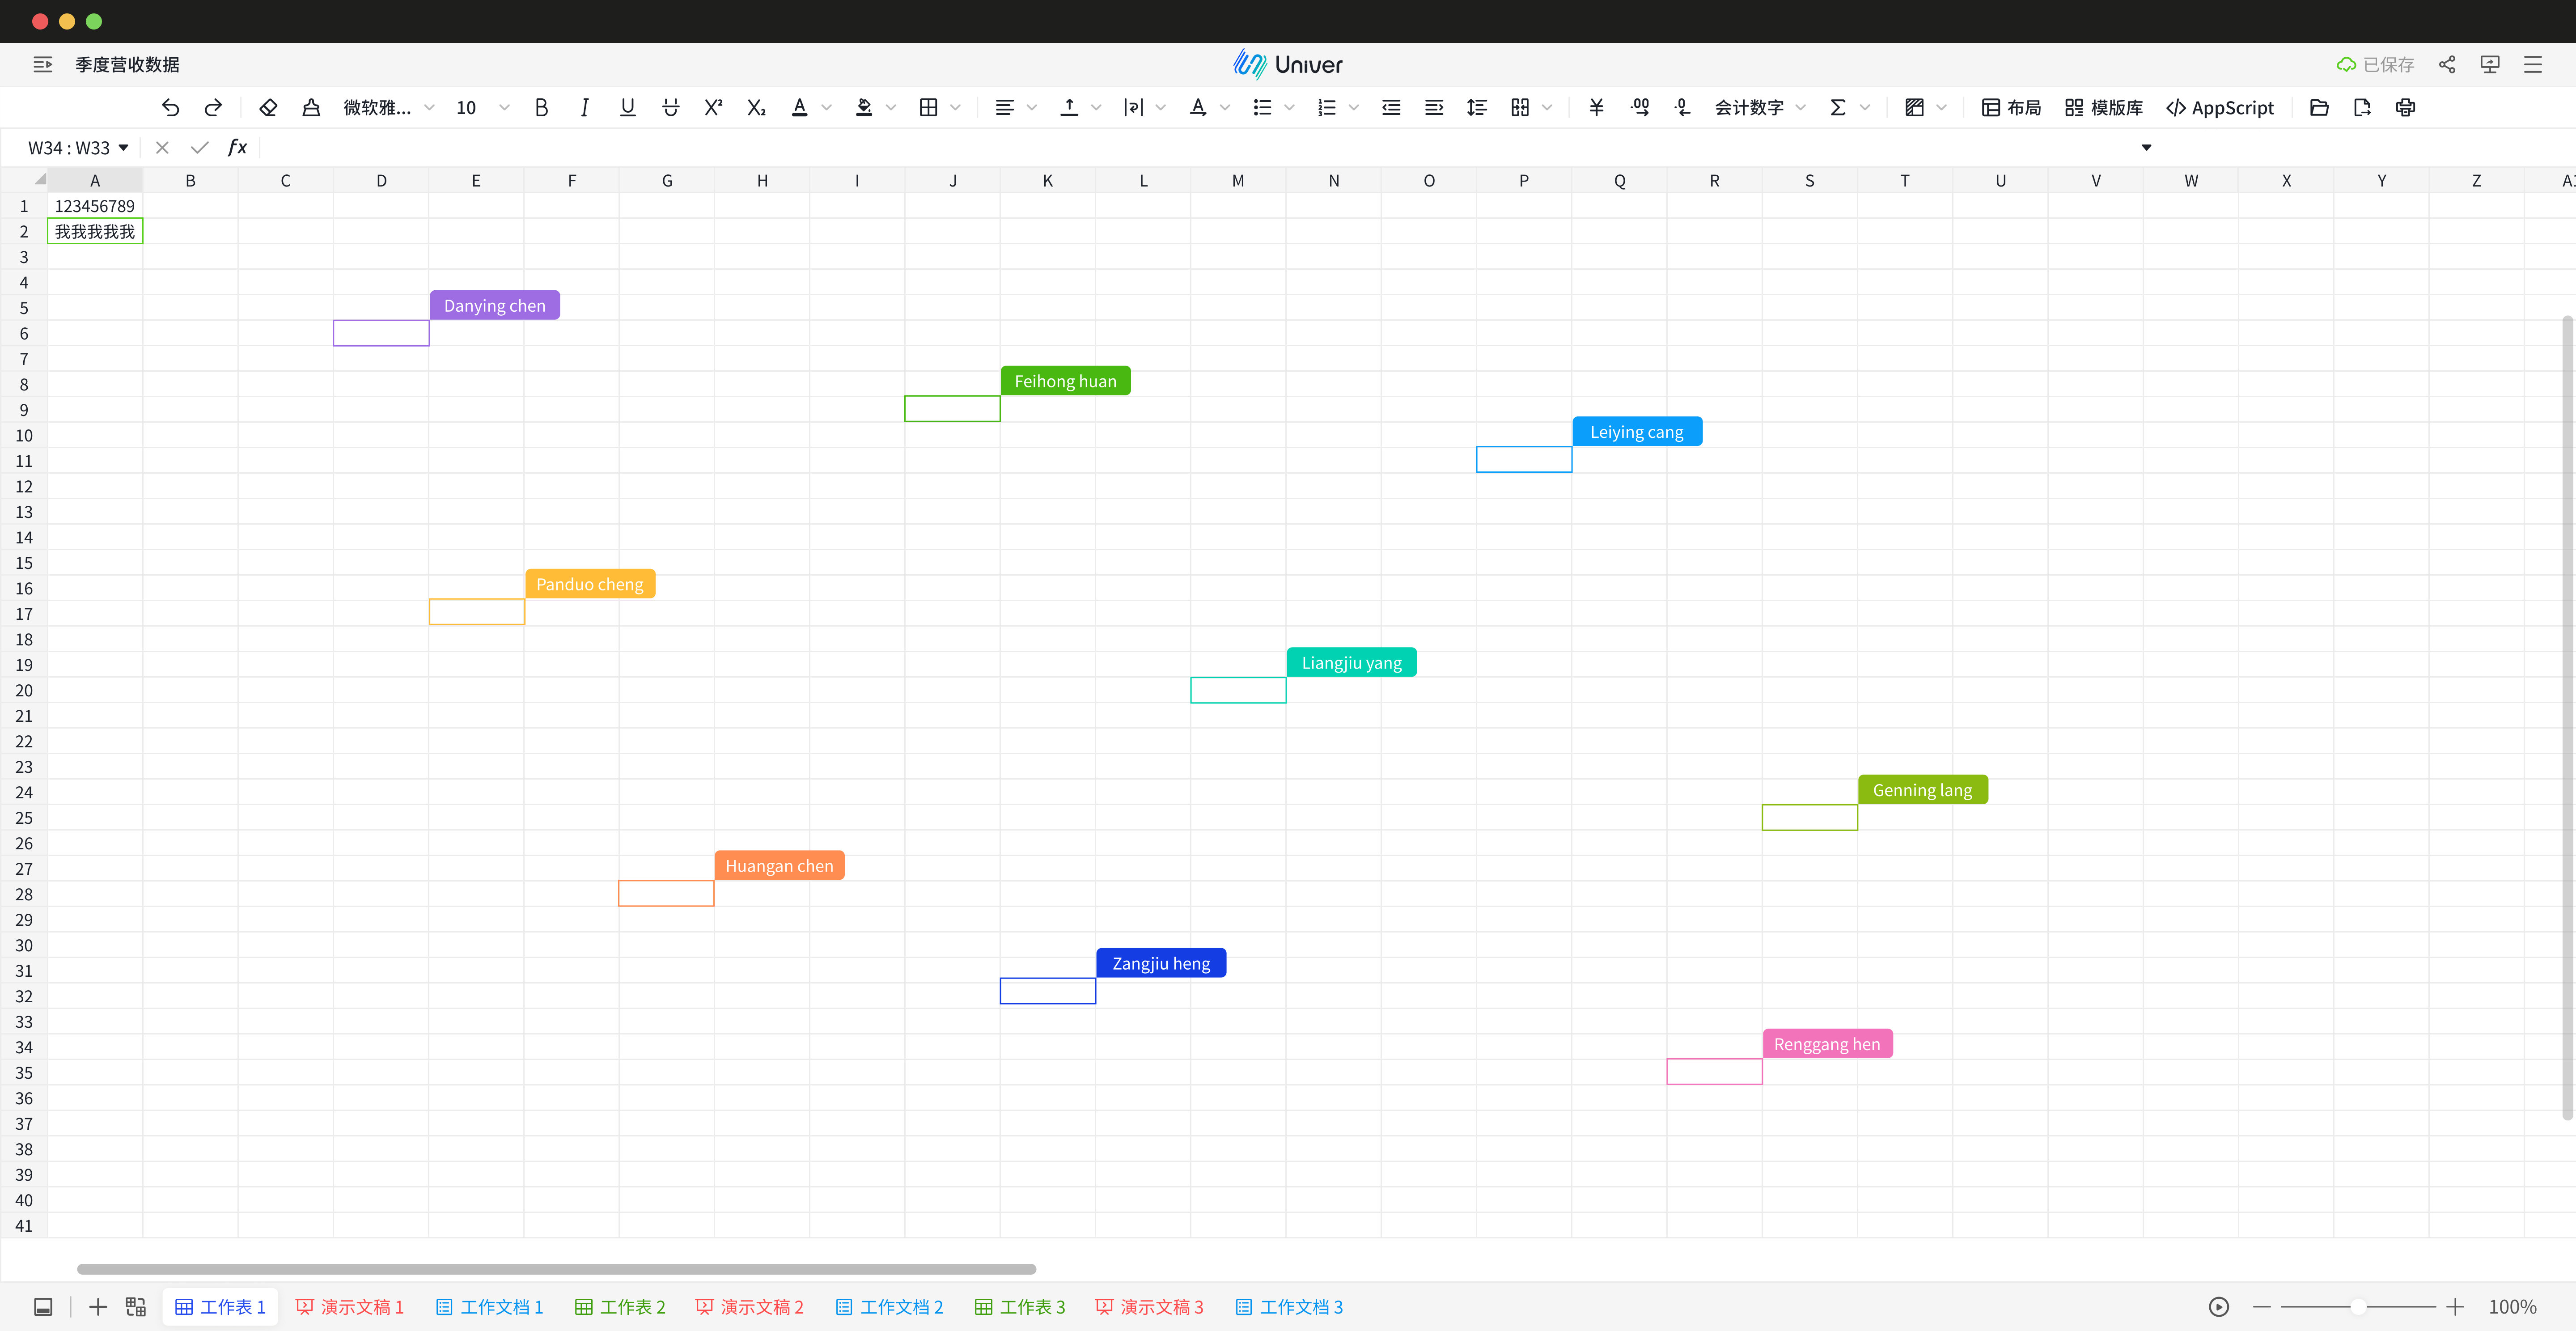 季度营收数据
Univer
已保存
微软雅...
10
B I U
X²
X₂
A
A
¥
.00
.0
会计数字
Σ
布局
模版库
AppScript
W34 : W33
fx
A B C D E F G H I J K L M N O P Q R S T U V W X Y Z
1 123456789
2 我我我我我
3
4
5 Danying chen
6
7
8 Feihong huan
9
10 Leiying cang
11
12
13
14
15
16 Panduo cheng
17
18
19 Liangjiu yang
20
21
22
23
24 Genning lang
25
26
27 Huangan chen
28
29
30
31 Zangjiu heng
32
33
34 Renggang hen
35
36
37
38
39
40
41
工作表 1 演示文稿 1 工作文档 1 工作表 2 演示文稿 2 工作文档 2 工作表 3 演示文稿 3 工作文档 3
100%